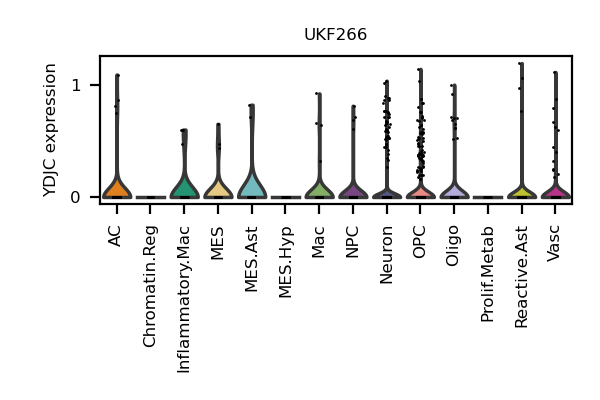 UKF266
YDJC expression
1
0
AC
Chromatin.Reg
Inflammatory.Mac
MES
MES.Ast
MES.Hyp
Mac
NPC
Neuron
OPC
Oligo
Prolif.Metab
Reactive.Ast
Vasc